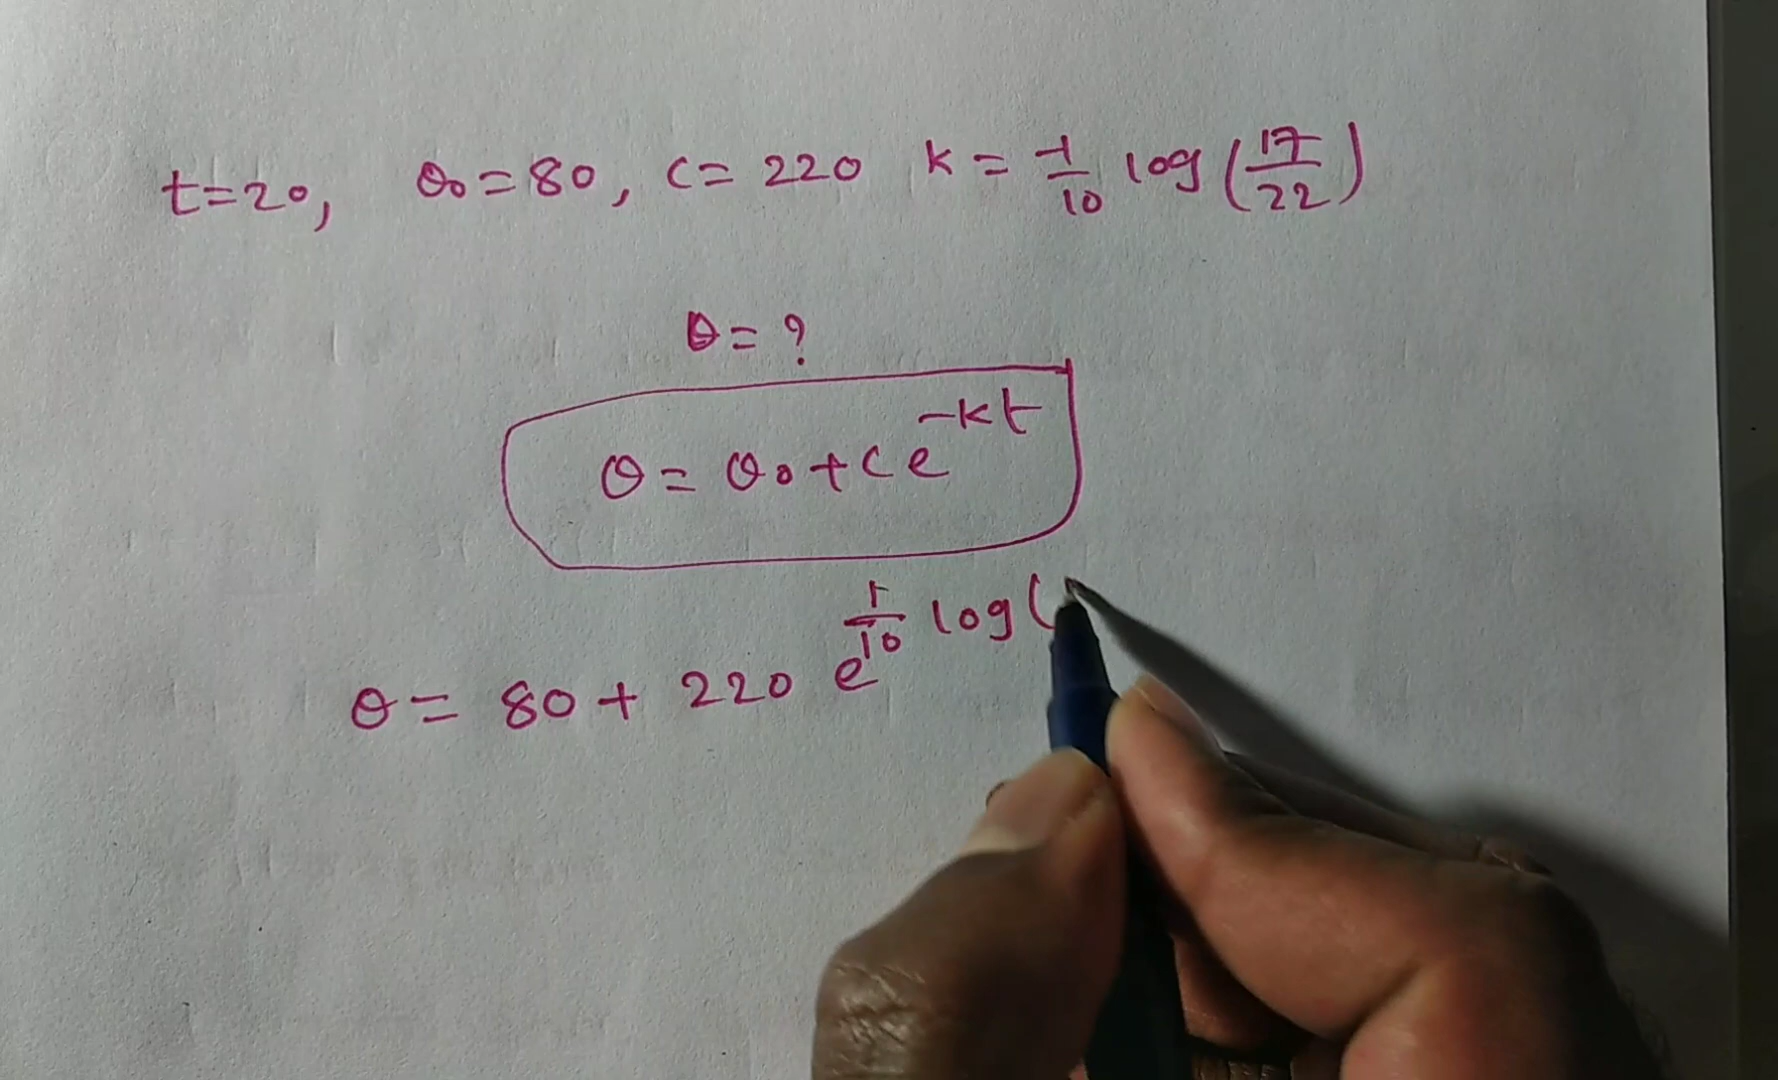 t=20, θ₀=80, C=220 K = -1/10 log(17/22)
θ=?
θ = θ₀+Ce^-Kt
θ = 80 + 220 e^1/10 log(